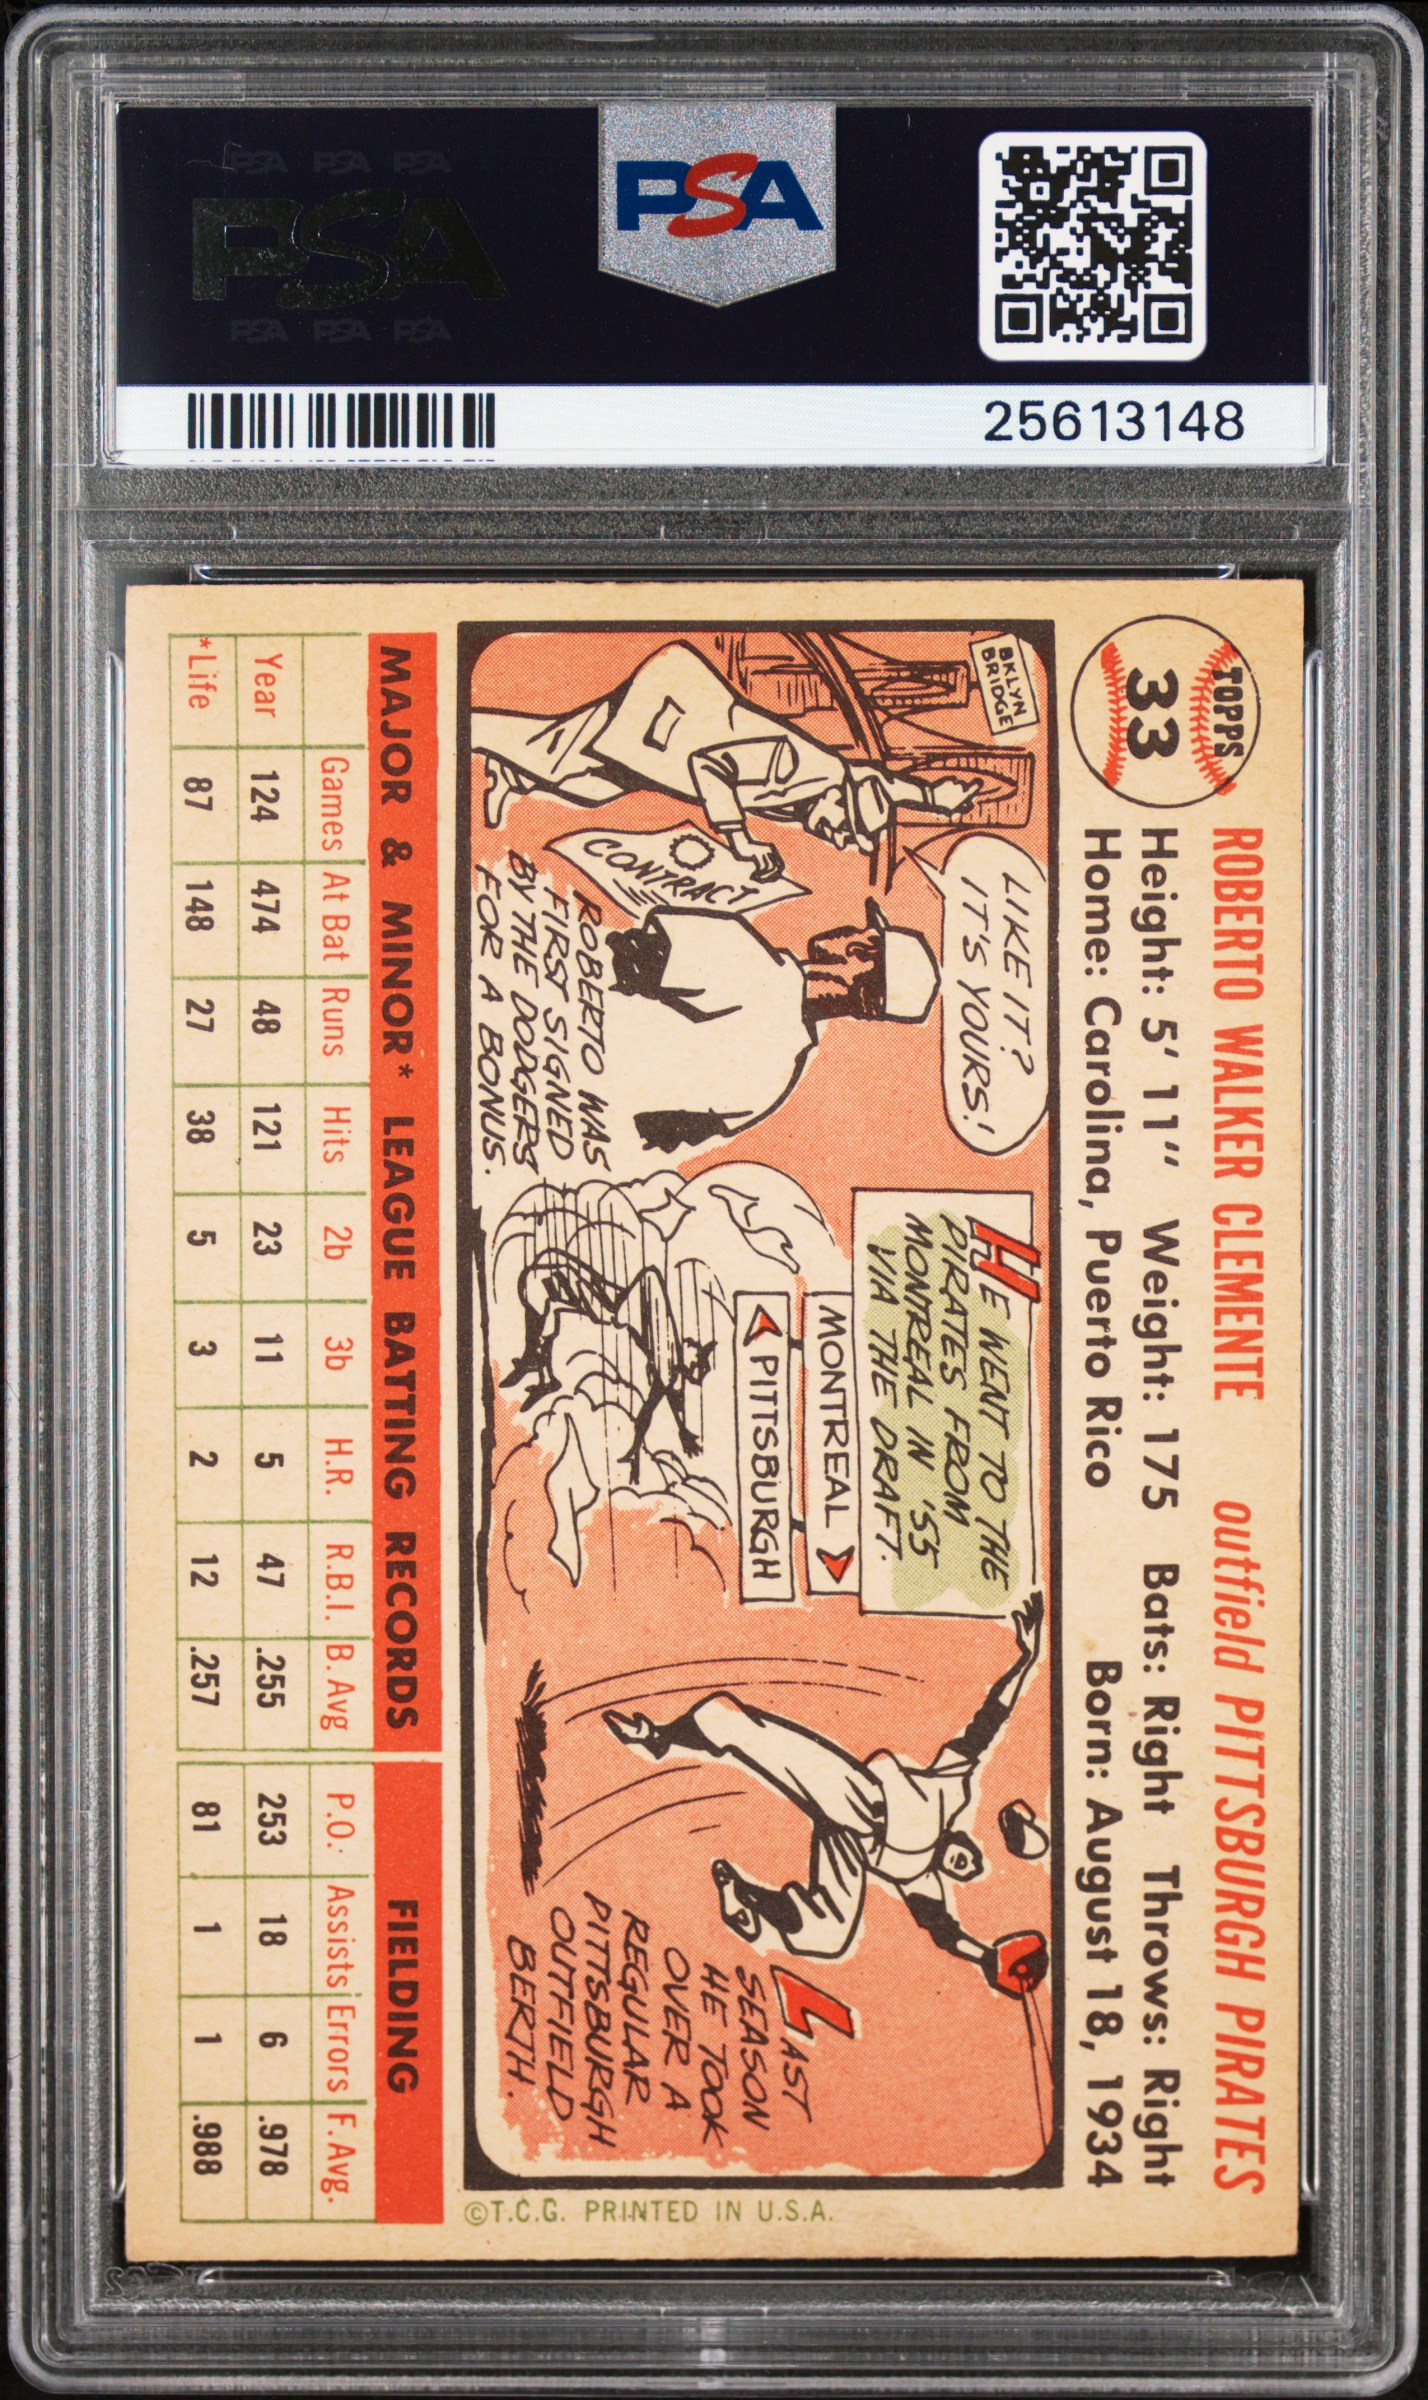 PSA PSA PSA
PSA
PSA PSA PSA
PSA
25613148
TOPPS
33
ROBERTO WALKER CLEMENTE outfield PITTSBURGH PIRATES
Height: 5' 11" Weight: 175 Bats: Right Throws: Right
Home: Carolina, Puerto Rico Born: August 18, 1934
BKLYN
BRIDGE
LIKE IT?
IT'S YOURS!
CONTRACT
ROBERTO WAS
FIRST SIGNED
BY THE DODGERS
FOR A BONUS.
HE WENT TO THE
PIRATES FROM
MONTREAL IN '55
VIA THE DRAFT.
MONTREAL
PITTSBURGH
LAST
SEASON
HE TOOK
OVER A
REGULAR
PITTSBURGH
OUTFIELD
BERTH.
MAJOR & MINOR* LEAGUE BATTING RECORDS FIELDING
Games At Bat Runs Hits 2b 3b H.R. R.B.I. B. Avg P.O. Assists Errors F. Avg.
Year 124 474 48 121 23 11 5 47 .255 253 18 6 .978
*Life 87 148 27 38 5 3 2 12 .257 81 1 1 .988
©T.C.G. PRINTED IN U.S.A.